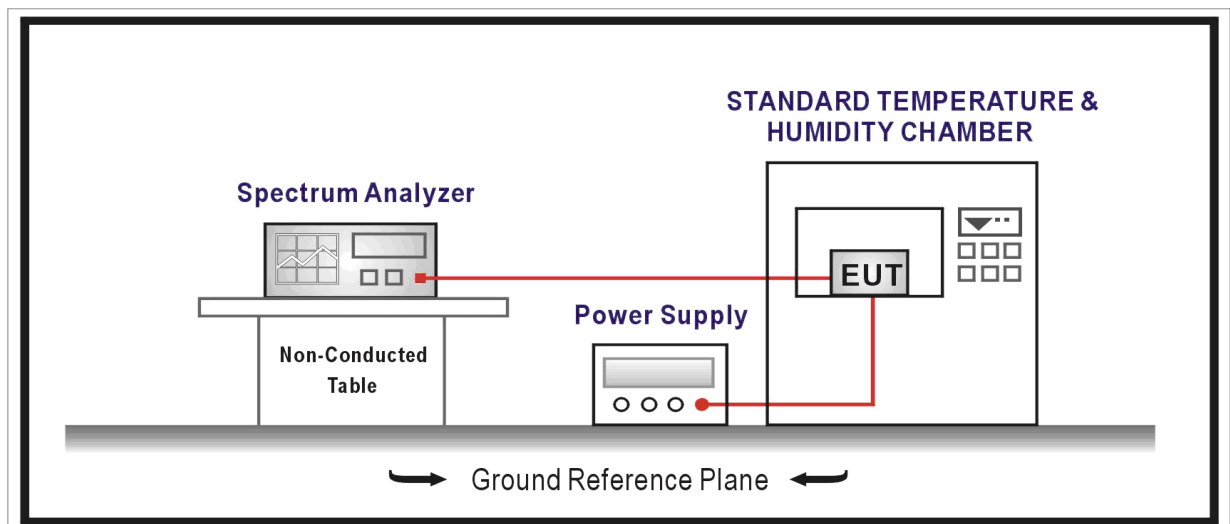 STANDARD TEMPERATURE &
HUMIDITY CHAMBER
Spectrum Analyzer
EUT
Power Supply
Non-Conducted
Table
Ground Reference Plane